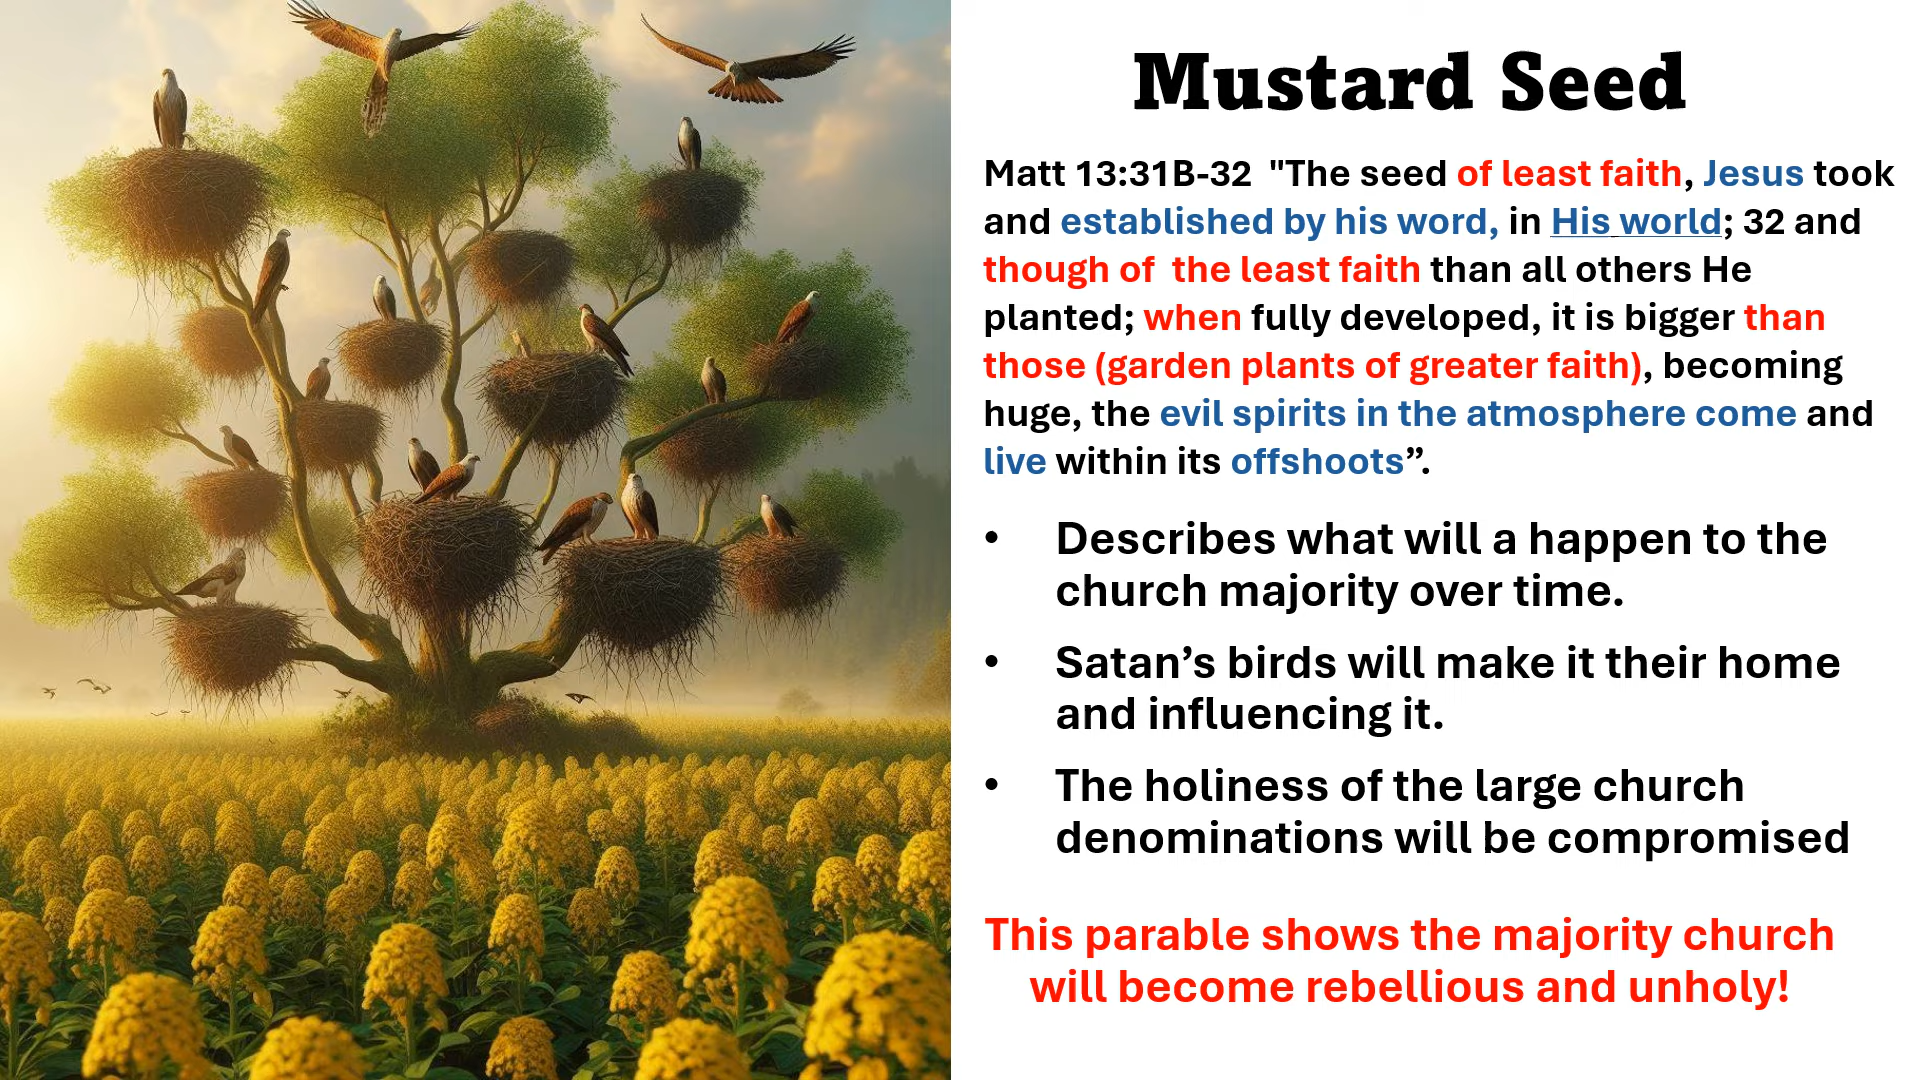 Mustard Seed
Matt 13:31B-32  "The seed of least faith, Jesus took
and established by his word, in His world; 32 and
though of  the least faith than all others He
planted; when fully developed, it is bigger than
those (garden plants of greater faith), becoming
huge, the evil spirits in the atmosphere come and
live within its offshoots”.
• Describes what will a happen to the
church majority over time.
• Satan’s birds will make it their home
and influencing it.
• The holiness of the large church
denominations will be compromised
This parable shows the majority church
will become rebellious and unholy!